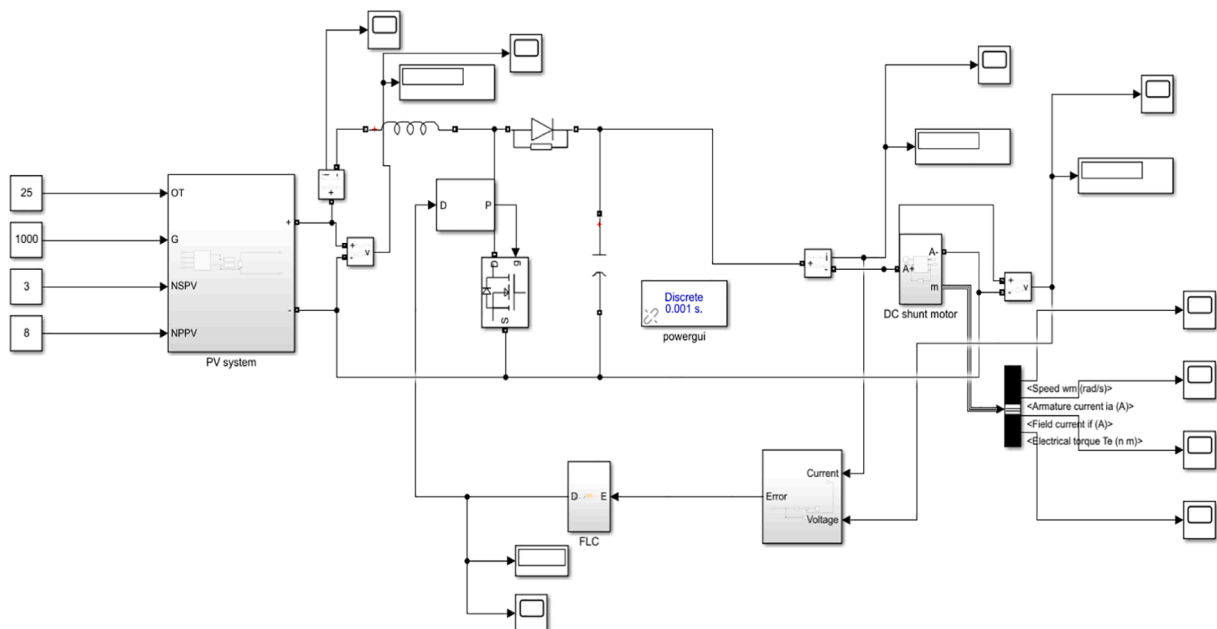 25
1000
3
8
OT
G
NSPV
NPPV
+
-
PV system
+
-
v
D
P
g
D
S
Discrete
0.001 s.
powergui
+
i
-
A+
A-
m
DC shunt motor
+
-
v
<Speed wm (rad/s)>
<Armature current ia (A)>
<Field current if (A)>
<Electrical torque Te (n m)>
Current
Error
Voltage
D
E
FLC